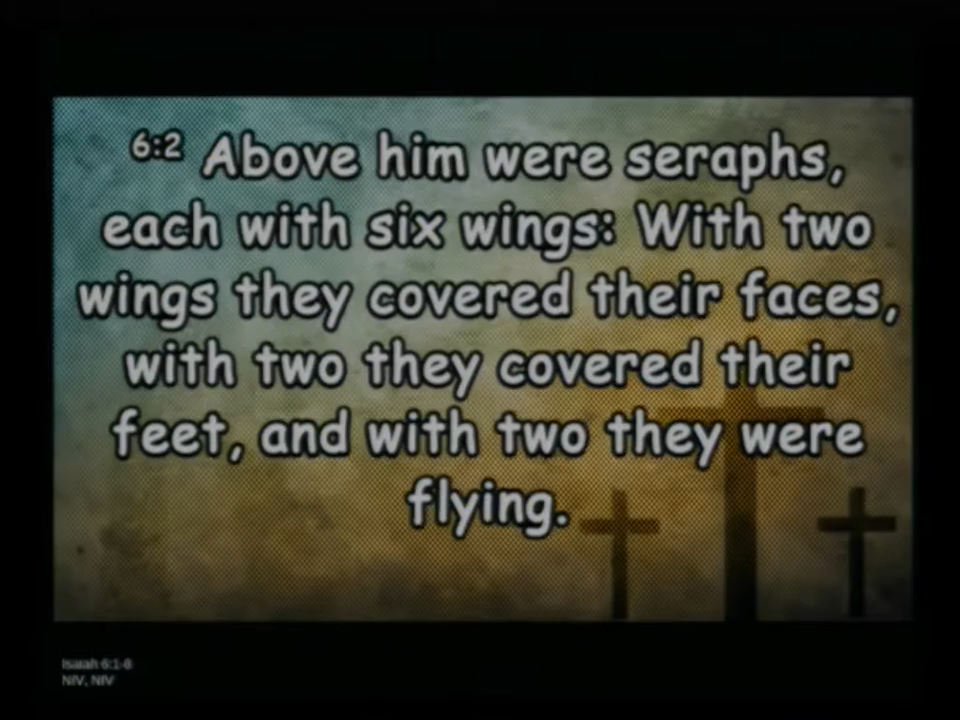 6:2 Above him were seraphs,
each with six wings: With two
wings they covered their faces,
with two they covered their
feet, and with two they were
flying.
Isaiah 6:1-8
NIV, NIV